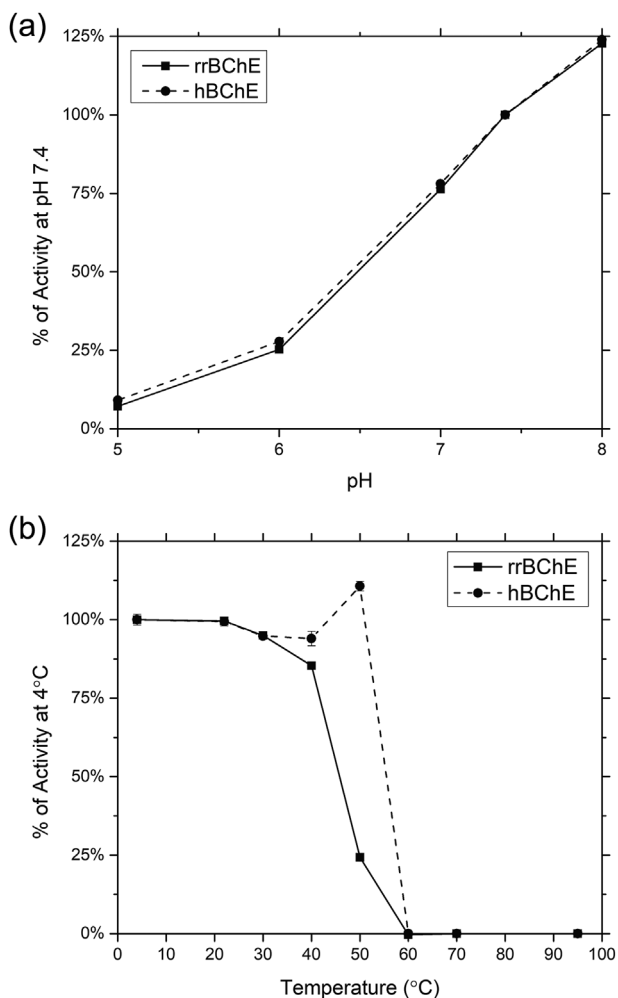 (a)
125%
100%
75%
50%
25%
0%
% of Activity at pH 7.4
rrBChE
hBChE
5
6
7
8
pH
(b)
125%
100%
75%
50%
25%
0%
% of Activity at 4°C
rrBChE
hBChE
0
10
20
30
40
50
60
70
80
90
100
Temperature (°C)